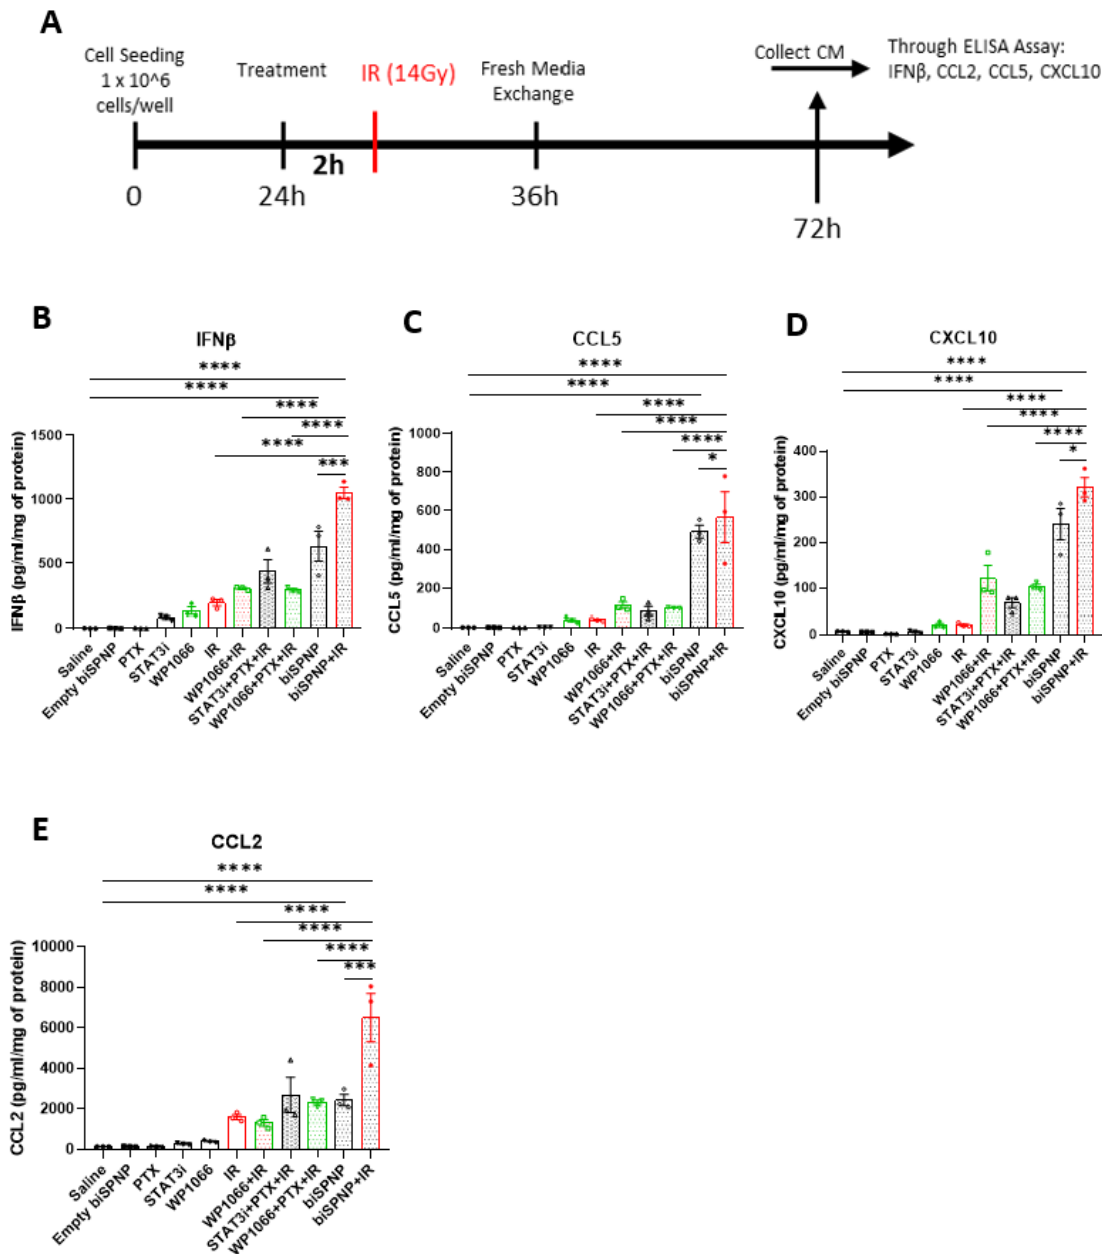 A
Cell Seeding
1 x 10^6
cells/well
Treatment
IR (14Gy)
Fresh Media
Exchange
Collect CM
Through ELISA Assay:
IFNβ, CCL2, CCL5, CXCL10
2h
0
24h
36h
72h
B
IFNβ
****
****
****
****
****
***
IFNβ (pg/ml/mg of protein)
1500
1000
500
0
Saline
Empty biSPNP
PTX
STAT3i
WP1066
IR
WP1066+IR
STAT3i+PTX+IR
WP1066+PTX+IR
biSPNP
biSPNP+IR
C
CCL5
****
****
****
****
****
*
CCL5 (pg/ml/mg of protein)
1000
800
600
400
200
0
Saline
Empty biSPNP
PTX
STAT3i
WP1066
IR
WP1066+IR
STAT3i+PTX+IR
WP1066+PTX+IR
biSPNP
biSPNP+IR
D
CXCL10
****
****
****
****
****
*
CXCL10 (pg/ml/mg of protein)
400
300
200
100
0
Saline
Empty biSPNP
PTX
STAT3i
WP1066
IR
WP1066+IR
STAT3i+PTX+IR
WP1066+PTX+IR
biSPNP
biSPNP+IR
E
CCL2
****
****
****
****
****
***
CCL2 (pg/ml/mg of protein)
10000
8000
6000
4000
2000
0
Saline
Empty biSPNP
PTX
STAT3i
WP1066
IR
WP1066+IR
STAT3i+PTX+IR
WP1066+PTX+IR
biSPNP
biSPNP+IR